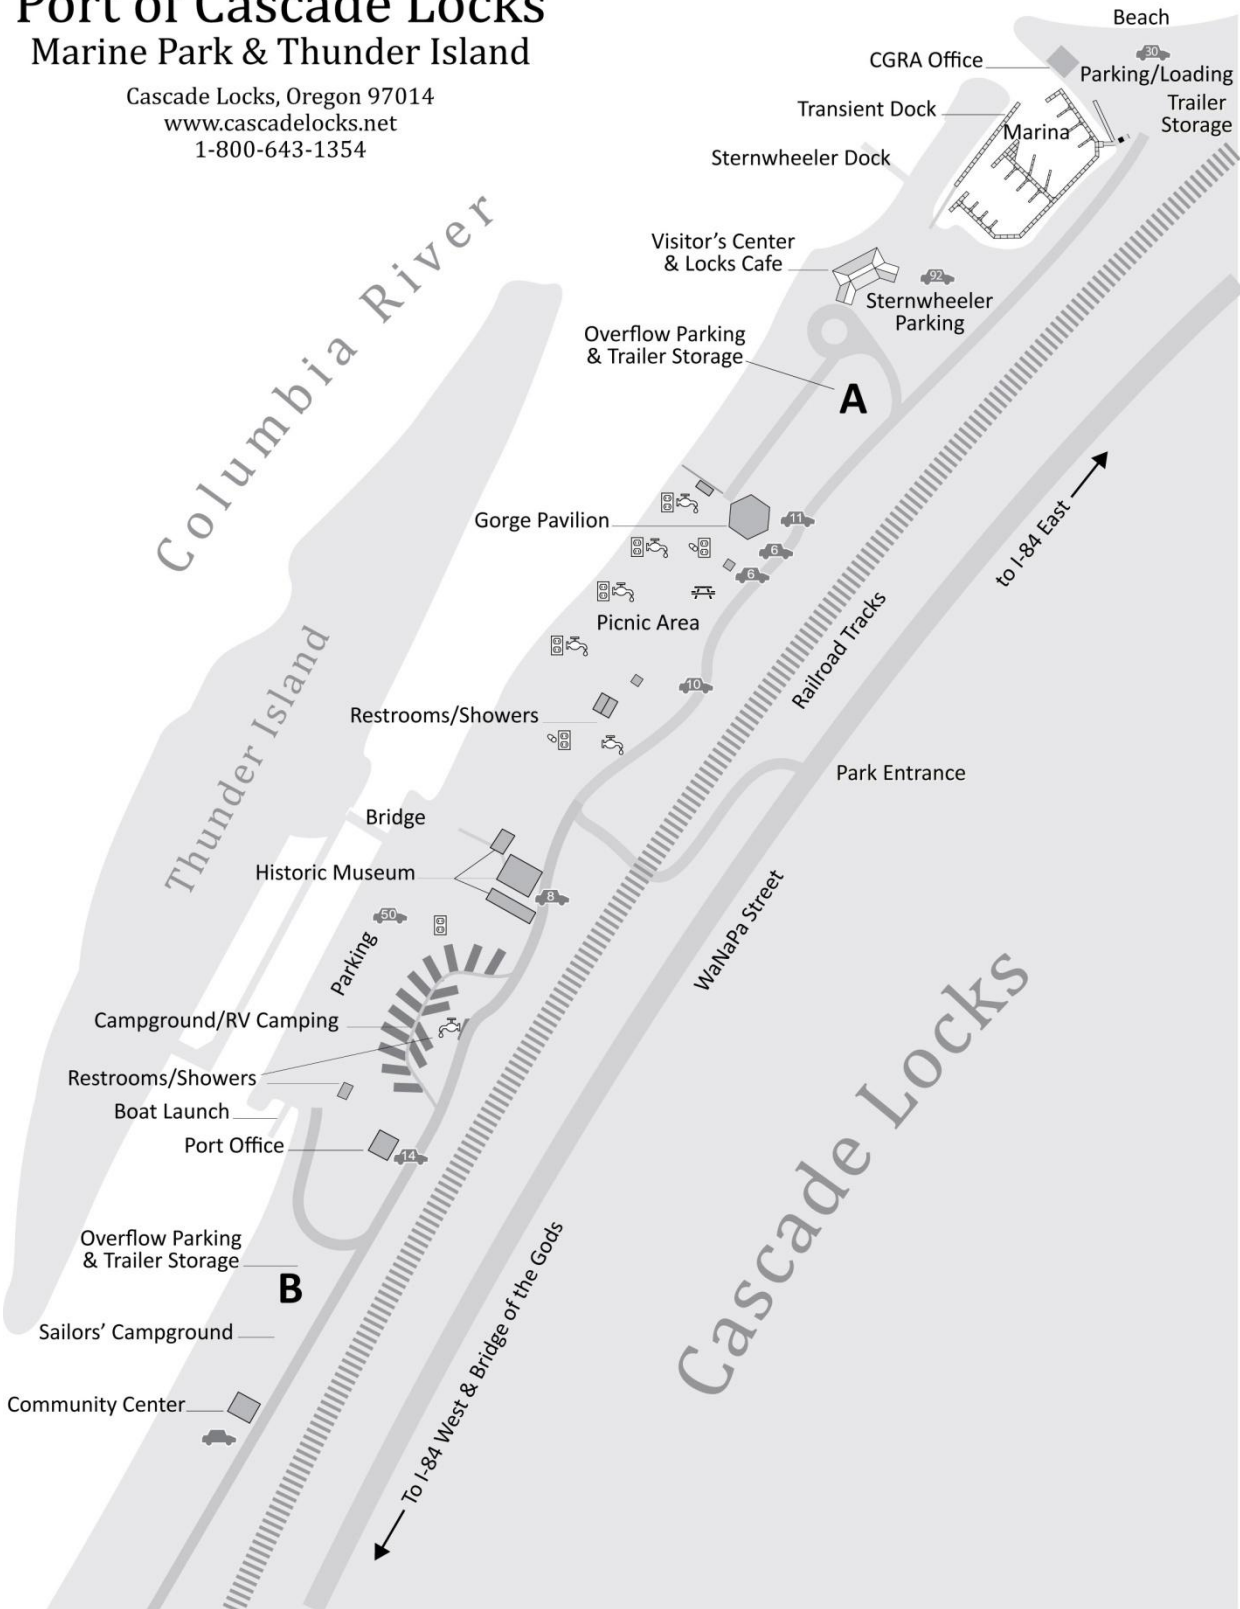 Port of Cascade Locks
Marine Park & Thunder Island
Cascade Locks, Oregon 97014
www.cascadelocks.net
1-800-643-1354
Beach
30
CGRA Office
Parking/Loading
Trailer
Storage
Transient Dock
Marina
Sternwheeler Dock
Visitor's Center
& Locks Cafe
92
Sternwheeler
Parking
Overflow Parking
& Trailer Storage
A
Columbia River
Gorge Pavilion
11
6
6
to I-84 East
Picnic Area
Railroad Tracks
10
Restrooms/Showers
Thunder Island
Park Entrance
Bridge
Historic Museum
8
50
Parking
WaNaPa Street
Campground/RV Camping
Restrooms/Showers
Boat Launch
Port Office
14
Cascade Locks
Overflow Parking
& Trailer Storage
B
Sailors' Campground
To I-84 West & Bridge of the Gods
Community Center